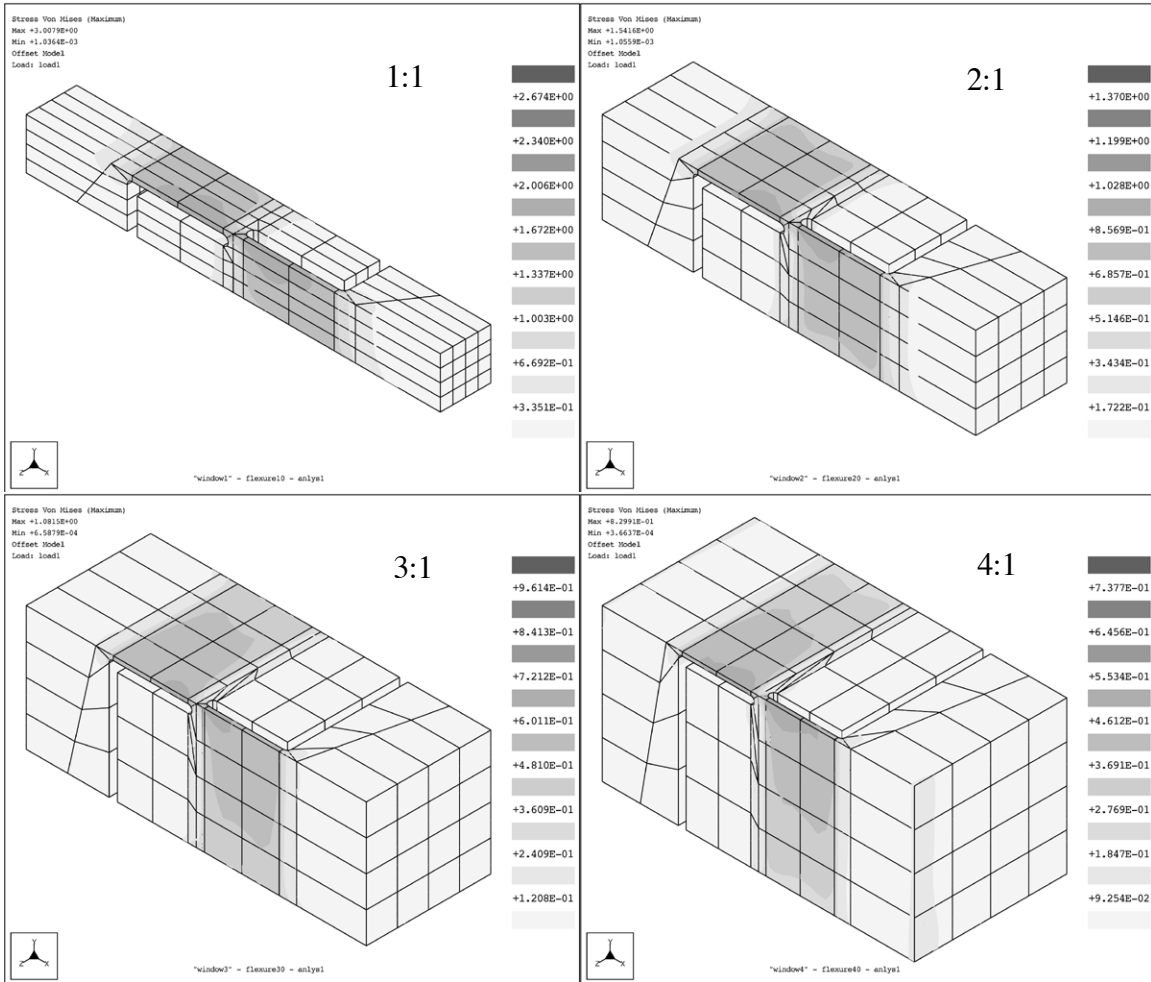 Stress Von Mises (Maximum)
Max +3.0079E+00
Min +1.0364E-03
Offset Model
Load: load1
1:1
+2.674E+00
+2.340E+00
+2.006E+00
+1.672E+00
+1.337E+00
+1.003E+00
+6.692E-01
+3.351E-01
Y
Z X
"window1" - flexure10 - anlys1
Stress Von Mises (Maximum)
Max +1.5416E+00
Min +1.0559E-03
Offset Model
Load: load1
2:1
+1.370E+00
+1.199E+00
+1.028E+00
+8.569E-01
+6.857E-01
+5.146E-01
+3.434E-01
+1.722E-01
Y
Z X
"window2" - flexure20 - anlys1
Stress Von Mises (Maximum)
Max +1.0815E+00
Min +6.5879E-04
Offset Model
Load: load1
3:1
+9.614E-01
+8.413E-01
+7.212E-01
+6.011E-01
+4.810E-01
+3.609E-01
+2.409E-01
+1.208E-01
Y
Z X
"window3" - flexure30 - anlys1
Stress Von Mises (Maximum)
Max +8.2991E-01
Min +3.6637E-04
Offset Model
Load: load1
4:1
+7.377E-01
+6.456E-01
+5.534E-01
+4.612E-01
+3.691E-01
+2.769E-01
+1.847E-01
+9.254E-02
Y
Z X
"window4" - flexure40 - anlys1